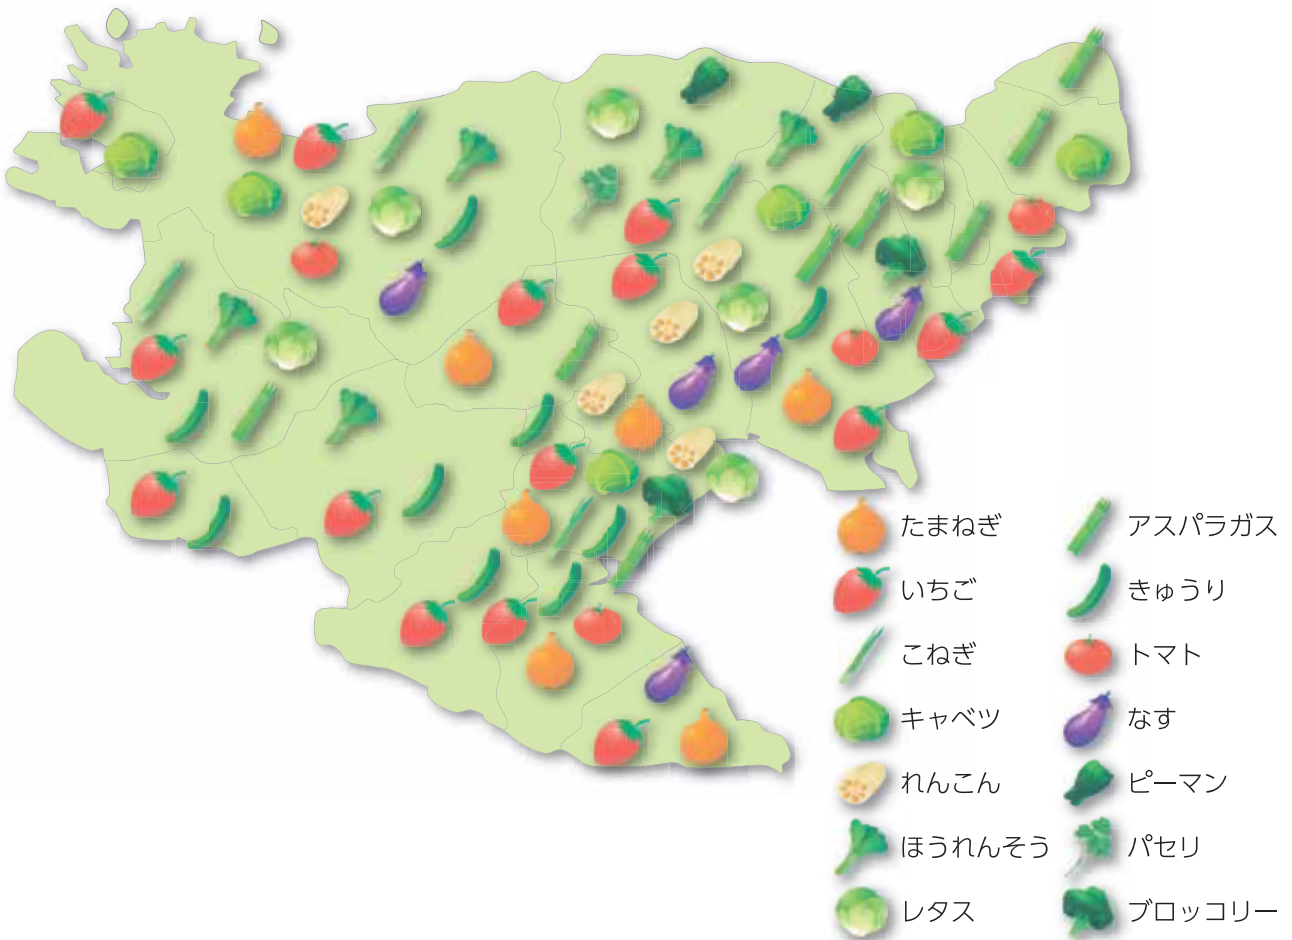 たまねぎ
いちご
こねぎ
キャベツ
れんこん
ほうれんそう
レタス
アスパラガス
きゅうり
トマト
なす
ピーマン
パセリ
ブロッコリー